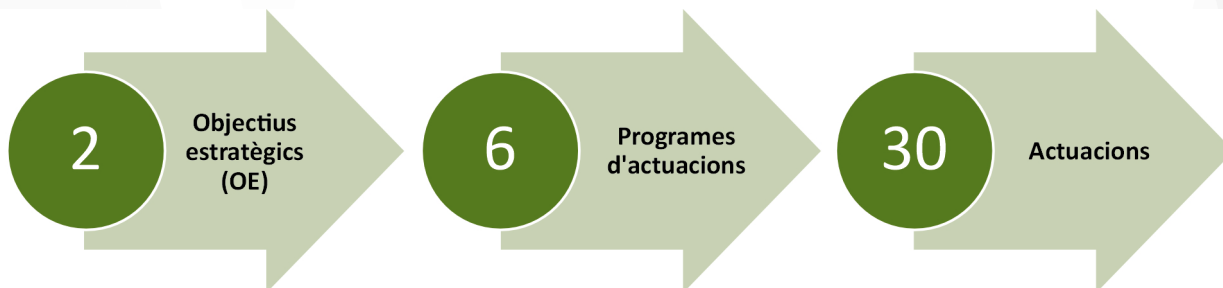 2
Objectius
estratègics
(OE)
6
Programes
d'actuacions
30
Actuacions